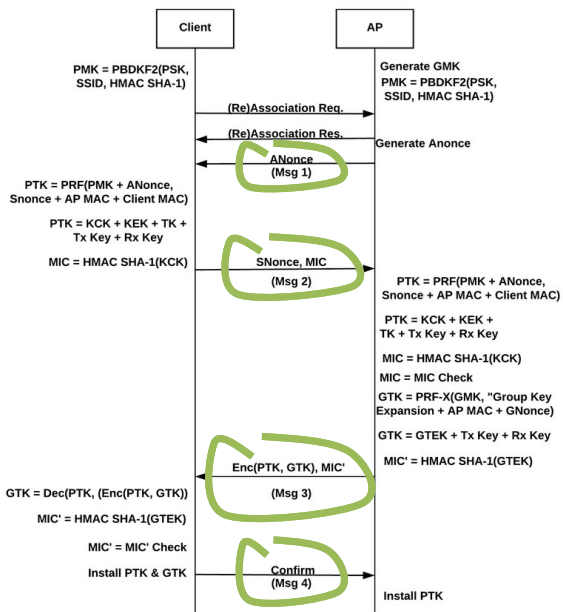 Client
AP
Generate GMK
PMK = PBDKF2(PSK,
SSID, HMAC SHA-1)
PMK = PBDKF2(PSK,
SSID, HMAC SHA-1)
(Re)Association Req.
(Re)Association Res.
Generate Anonce
ANonce
(Msg 1)
PTK = PRF(PMK + ANonce,
Snonce + AP MAC + Client MAC)
PTK = KCK + KEK + TK +
Tx Key + Rx Key
MIC = HMAC SHA-1(KCK)
SNonce, MIC
(Msg 2)
PTK = PRF(PMK + ANonce,
Snonce + AP MAC + Client MAC)
PTK = KCK + KEK +
TK + Tx Key + Rx Key
MIC = HMAC SHA-1(KCK)
MIC = MIC Check
GTK = PRF-X(GMK, "Group Key
Expansion + AP MAC + GNonce)
GTK = GTEK + Tx Key + Rx Key
MIC' = HMAC SHA-1(GTEK)
Enc(PTK, GTK), MIC'
(Msg 3)
GTK = Dec(PTK, (Enc(PTK, GTK))
MIC' = HMAC SHA-1(GTEK)
MIC' = MIC' Check
Install PTK & GTK
Confirm
(Msg 4)
Install PTK